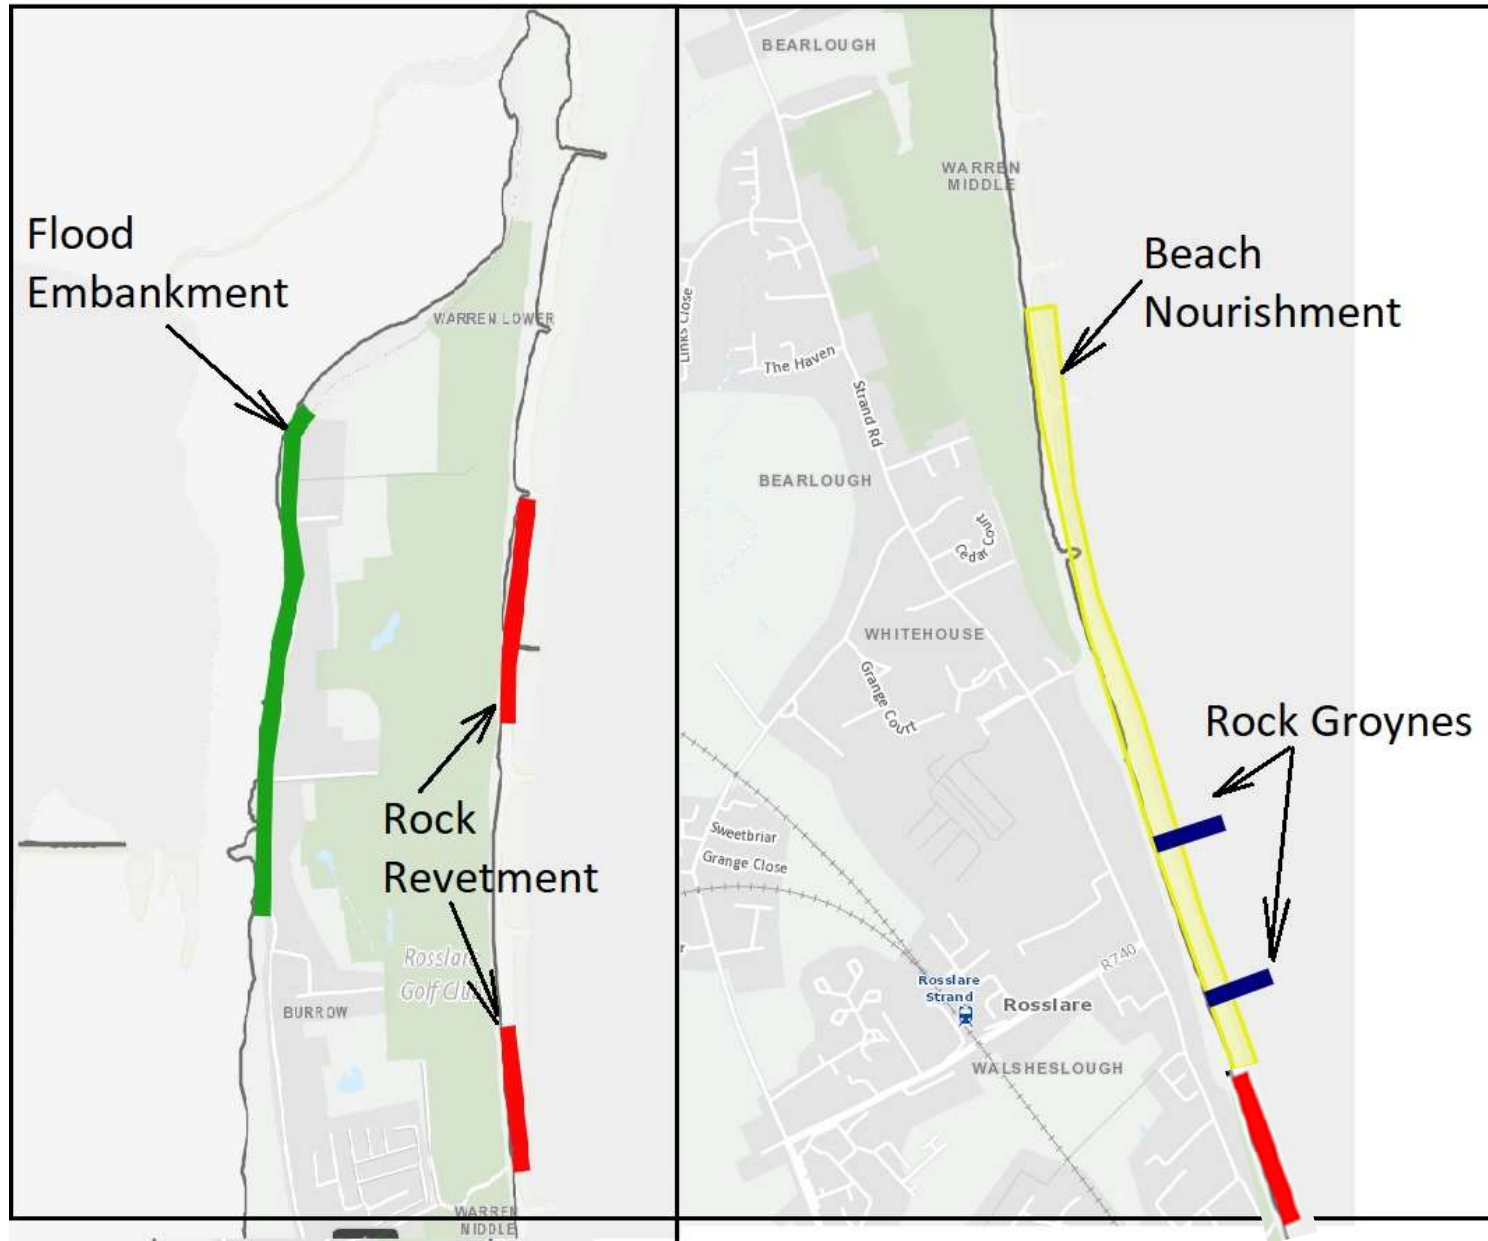 Flood
Embankment
WARREN LOWER
Rock
Revetment
Rosslare
Golf Club
BURROW
WARREN
NIDDLE
BEARLOUGH
WARREN
MIDDLE
Beach
Nourishment
Links Close
The Haven
Strand Rd
BEARLOUGH
Cedar Court
WHITEHOUSE
Grange Court
Rock Groynes
Sweetbriar
Grange Close
R740
Rosslare
Strand
Rosslare
WALSHESLOUGH